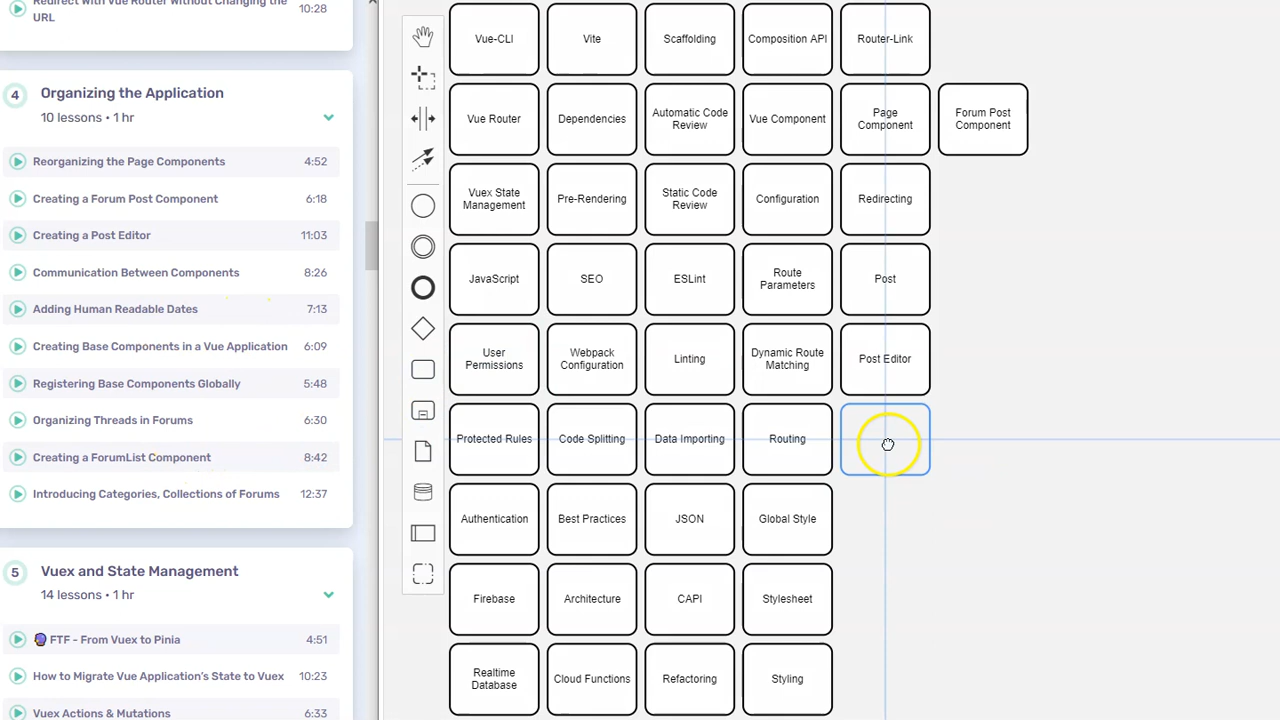 Redirect with Vue Router Without Changing the
URL
10:28
4
Organizing the Application
10 lessons • 1 hr
Reorganizing the Page Components
4:52
Creating a Forum Post Component
6:18
Creating a Post Editor
11:03
Communication Between Components
8:26
Adding Human Readable Dates
7:13
Creating Base Components in a Vue Application
6:09
Registering Base Components Globally
5:48
Organizing Threads in Forums
6:30
Creating a ForumList Component
8:42
Introducing Categories, Collections of Forums
12:37
5
Vuex and State Management
14 lessons • 1 hr
FTF - From Vuex to Pinia
4:51
How to Migrate Vue Application's State to Vuex
10:23
Vuex Actions & Mutations
6:33
Vue-CLI
Vite
Scaffolding
Composition API
Router-Link
Vue Router
Dependencies
Automatic Code
Review
Vue Component
Page
Component
Forum Post
Component
Vuex State
Management
Pre-Rendering
Static Code
Review
Configuration
Redirecting
JavaScript
SEO
ESLint
Route
Parameters
Post
User
Permissions
Webpack
Configuration
Linting
Dynamic Route
Matching
Post Editor
Protected Rules
Code Splitting
Data Importing
Routing
Authentication
Best Practices
JSON
Global Style
Firebase
Architecture
CAPI
Stylesheet
Realtime
Database
Cloud Functions
Refactoring
Styling